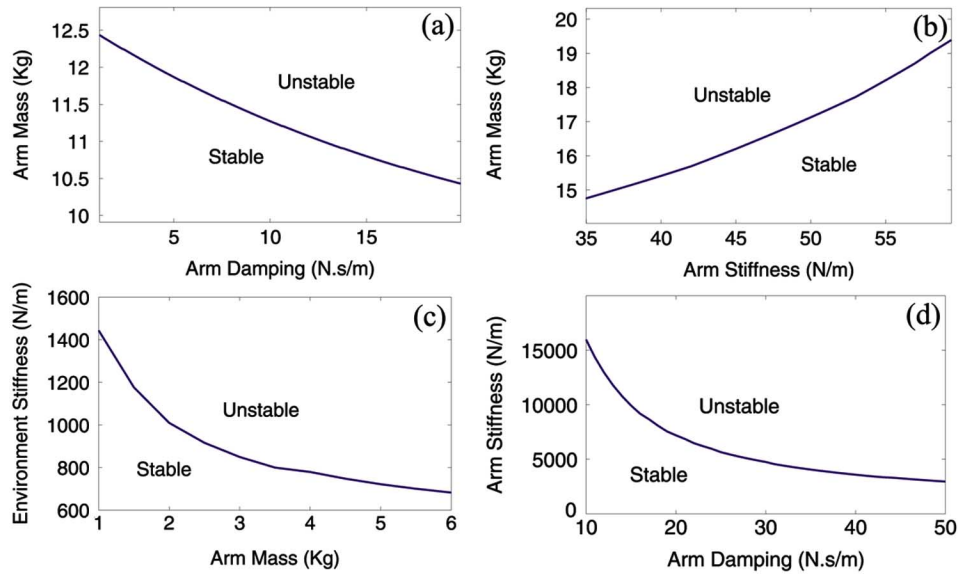 (a)
Arm Mass (Kg)
12.5
12
11.5
11
10.5
10
Unstable
Stable
5
10
15
Arm Damping (N.s/m)
(b)
Arm Mass (Kg)
20
19
18
17
16
15
Unstable
Stable
35
40
45
50
55
Arm Stiffness (N/m)
(c)
Environment Stiffness (N/m)
1600
1400
1200
1000
800
600
Unstable
Stable
1
2
3
4
5
6
Arm Mass (Kg)
(d)
Arm Stiffness (N/m)
15000
10000
5000
0
Unstable
Stable
10
20
30
40
50
Arm Damping (N.s/m)